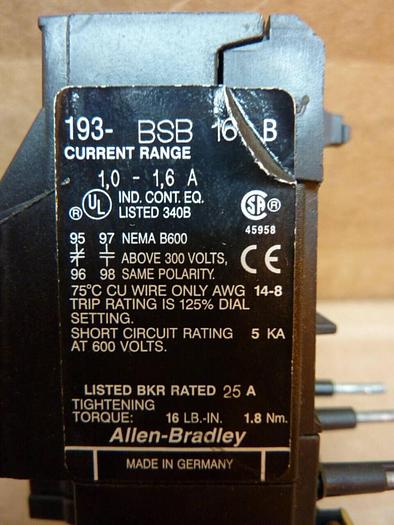 193- BSB 16 B
CURRENT RANGE
1,0 - 1,6 A
UL ® IND. CONT. EQ.
LISTED 340B
SA ®
45958
95 97 NEMA B600
ABOVE 300 VOLTS,
96 98 SAME POLARITY.
CE
75°C CU WIRE ONLY AWG 14-8
TRIP RATING IS 125% DIAL
SETTING.
SHORT CIRCUIT RATING 5 KA
AT 600 VOLTS.
LISTED BKR RATED 25 A
TIGHTENING
TORQUE: 16 LB.-IN. 1.8 Nm.
Allen-Bradley
MADE IN GERMANY